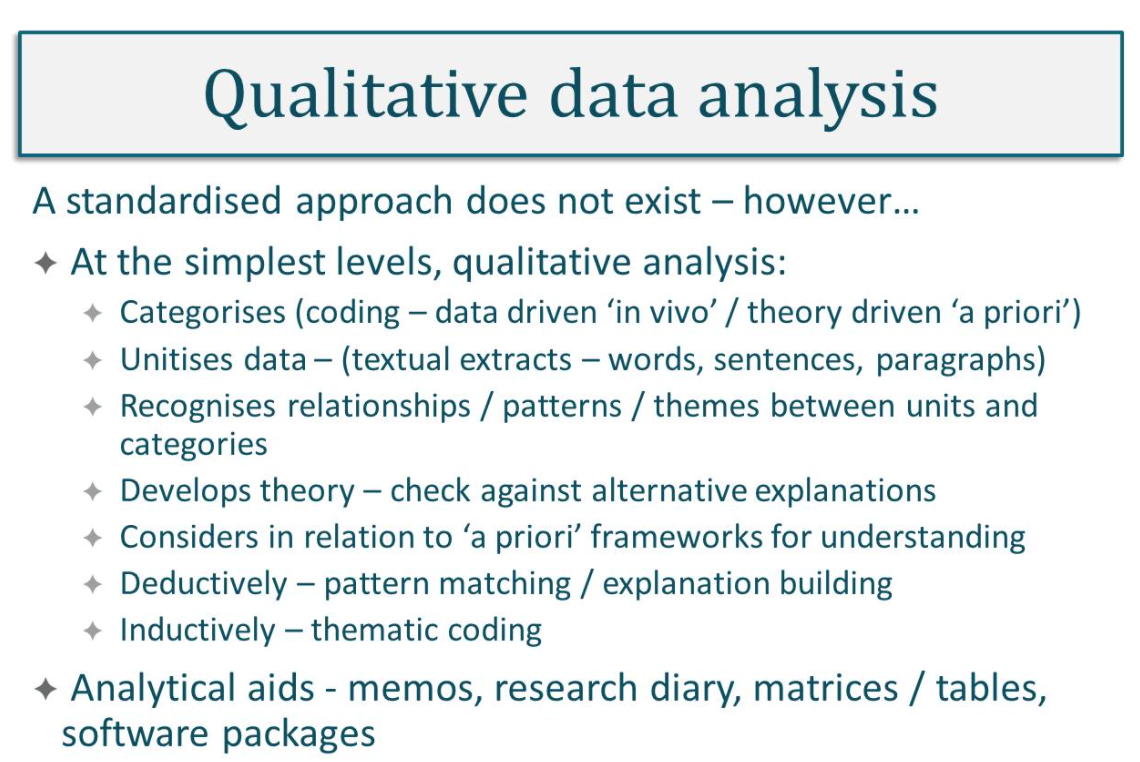 Qualitative data analysis
A standardised approach does not exist – however…
✦ At the simplest levels, qualitative analysis:
✦ Categorises (coding – data driven ‘in vivo’ / theory driven ‘a priori’)
✦ Unitises data – (textual extracts – words, sentences, paragraphs)
✦ Recognises relationships / patterns / themes between units and
categories
✦ Develops theory – check against alternative explanations
✦ Considers in relation to ‘a priori’ frameworks for understanding
✦ Deductively – pattern matching / explanation building
✦ Inductively – thematic coding
✦ Analytical aids - memos, research diary, matrices / tables,
software packages